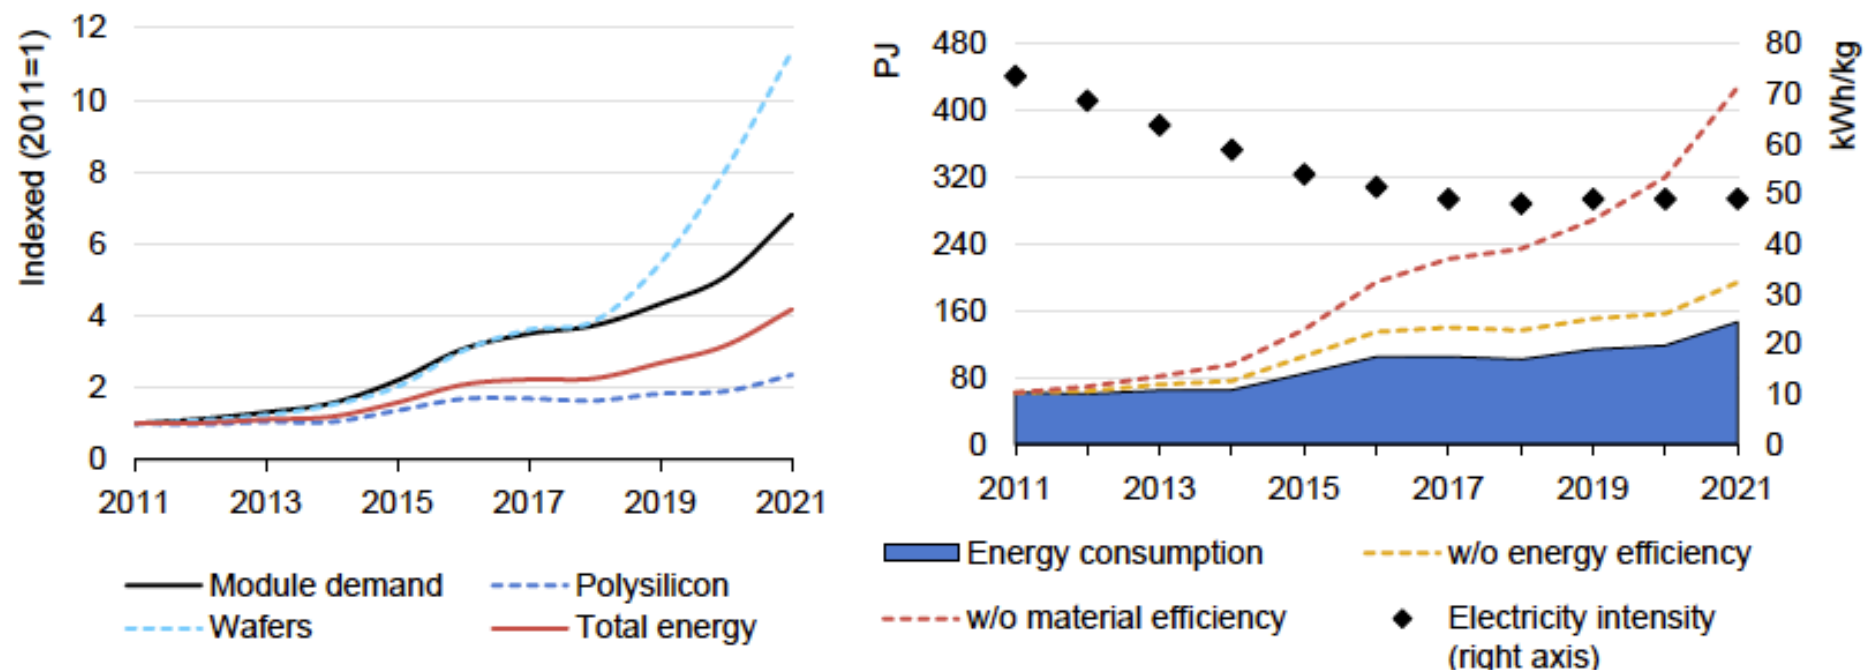 Indexed (2011=1)
12
10
8
6
4
2
0
2011 2013 2015 2017 2019 2021
Module demand Polysilicon
Wafers Total energy
PJ
480
400
320
240
160
80
0
80
70
60
50
40
30
20
10
0
kWh/kg
2011 2013 2015 2017 2019 2021
Energy consumption w/o energy efficiency
w/o material efficiency Electricity intensity
(right axis)